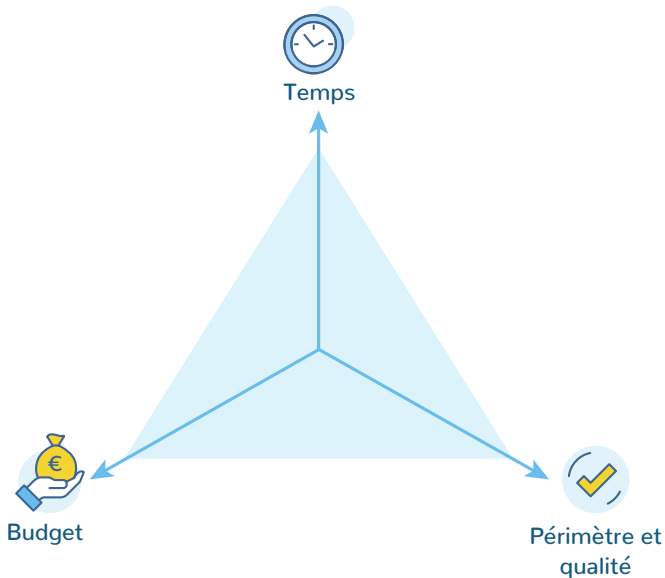 Temps
€
Budget
Périmètre et
qualité